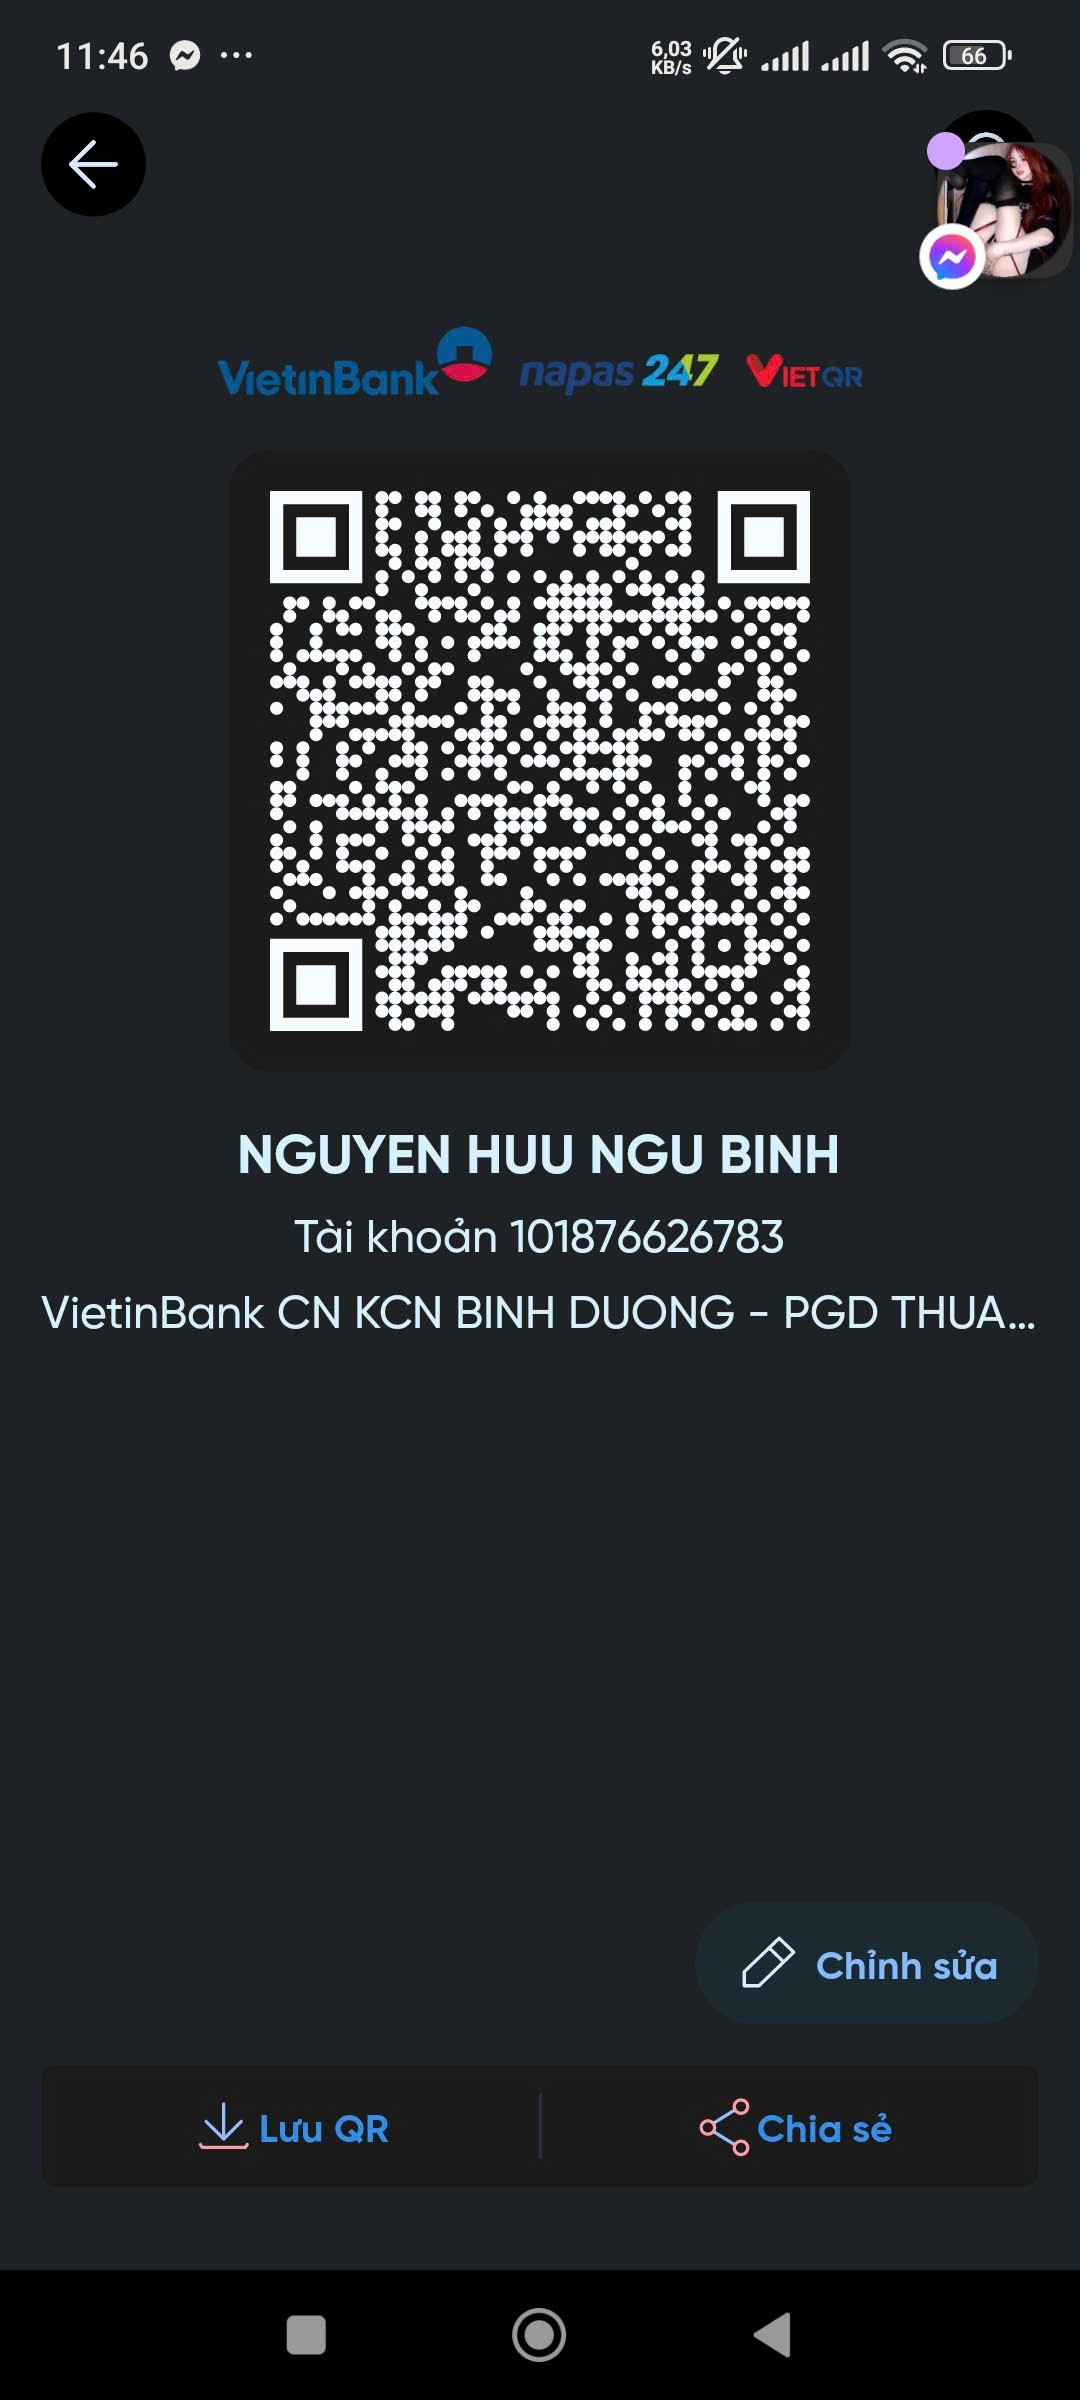 11:46
6,03
KB/s
66
VietinBank
napas 247
VIETQR
NGUYEN HUU NGU BINH
Tài khoản 101876626783
VietinBank CN KCN BINH DUONG - PGD THUA...
Chỉnh sửa
Lưu QR
Chia sẻ